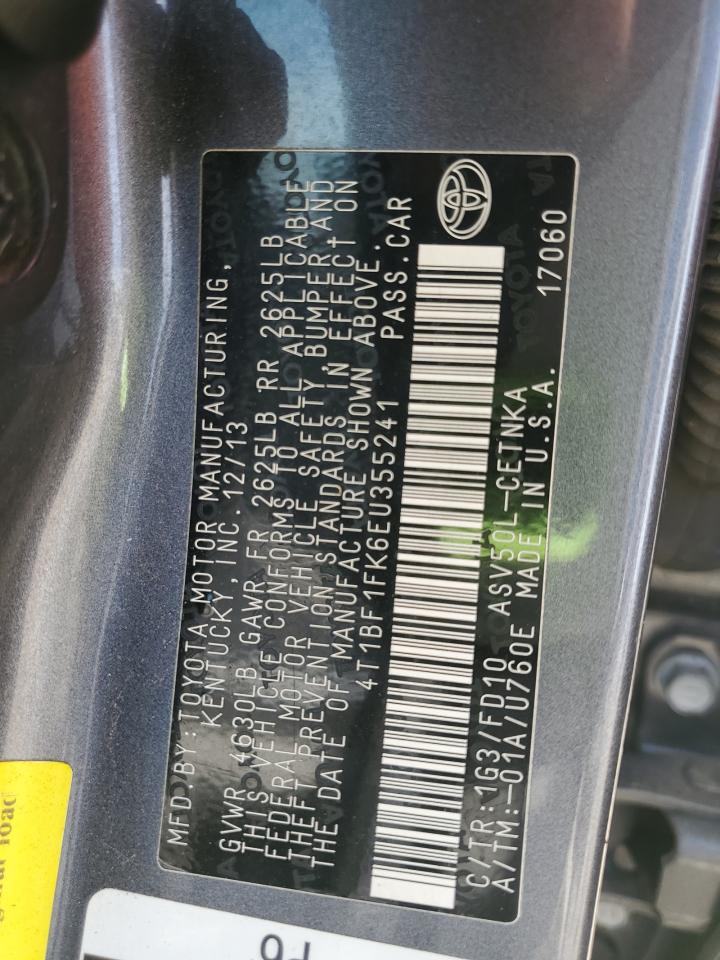 MFD.BY:TOYOTA MOTOR MANUFACTURING,
KENTUCKY, INC.12/13
GVWR 4630LB GAWR FR 2625LB RR 2625LB
THIS VEHICLE CONFORMS TO ALL APPLICABLE
FEDERAL MOTOR VEHICLE SAFETY, BUMPER, AND
THEFT PREVENTION STANDARDS IN EFFECT ON
THE DATE OF MANUFACTURE SHOWN ABOVE.
4T1BF1FK6EU355241 PASS.CAR
C/TR: 1G3/FD10 ASV50L-CETNKA
A/TM:-01A/U760E MADE IN U.S.A. 17060